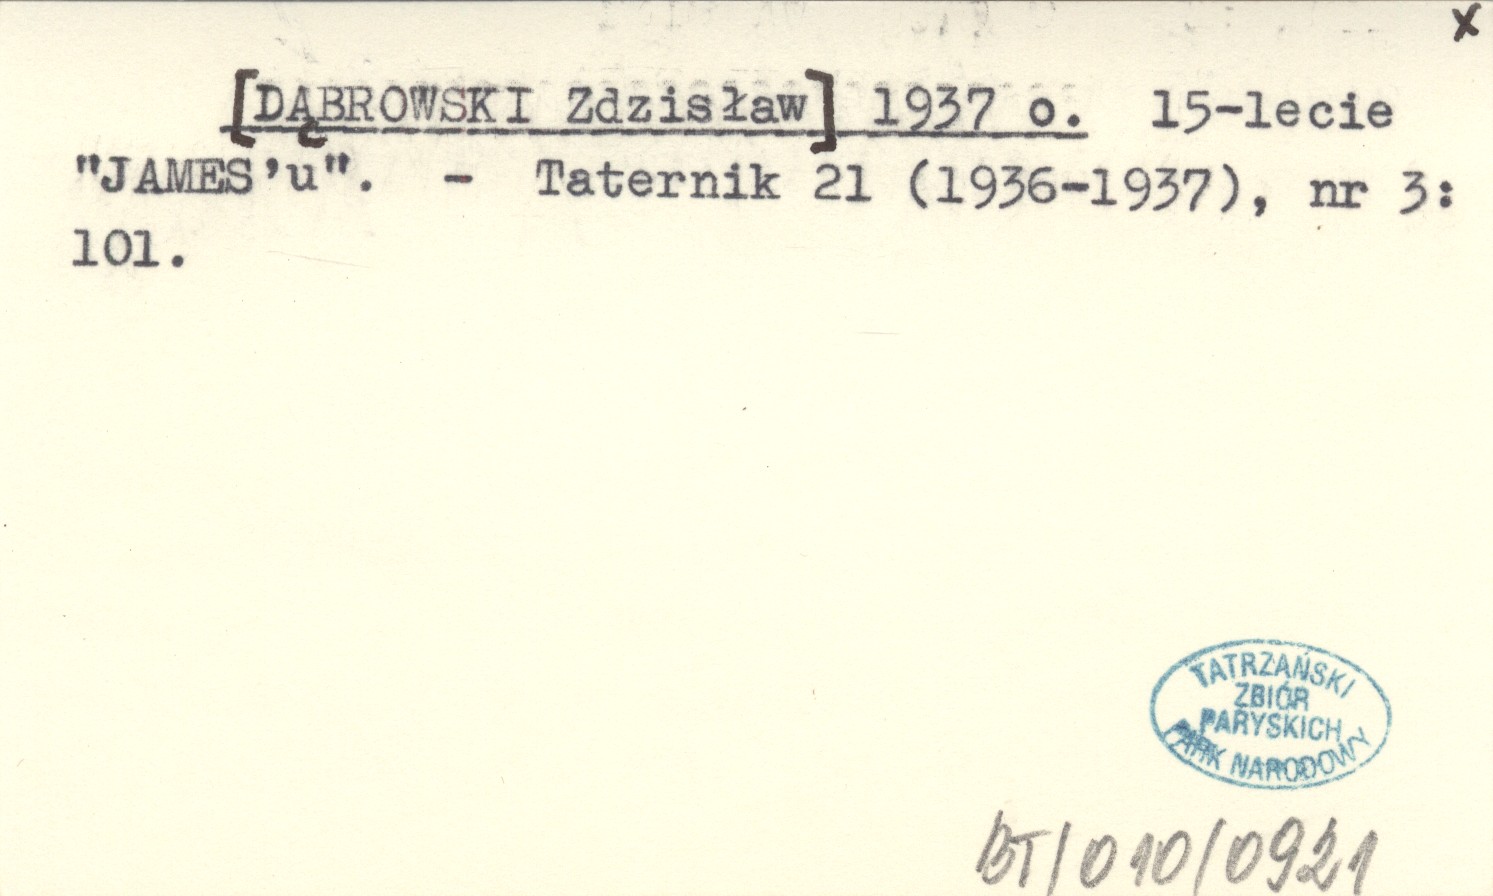 x
[DĄBROWSKI Zdzisław] 1937 o. 15-lecie
"JAMES'u". - Taternik 21 (1936-1937), nr 3:
101.
TATRZAŃSKI
ZBIÓR
PARYSKICH
PARK NARODOWY
BT/010/0921